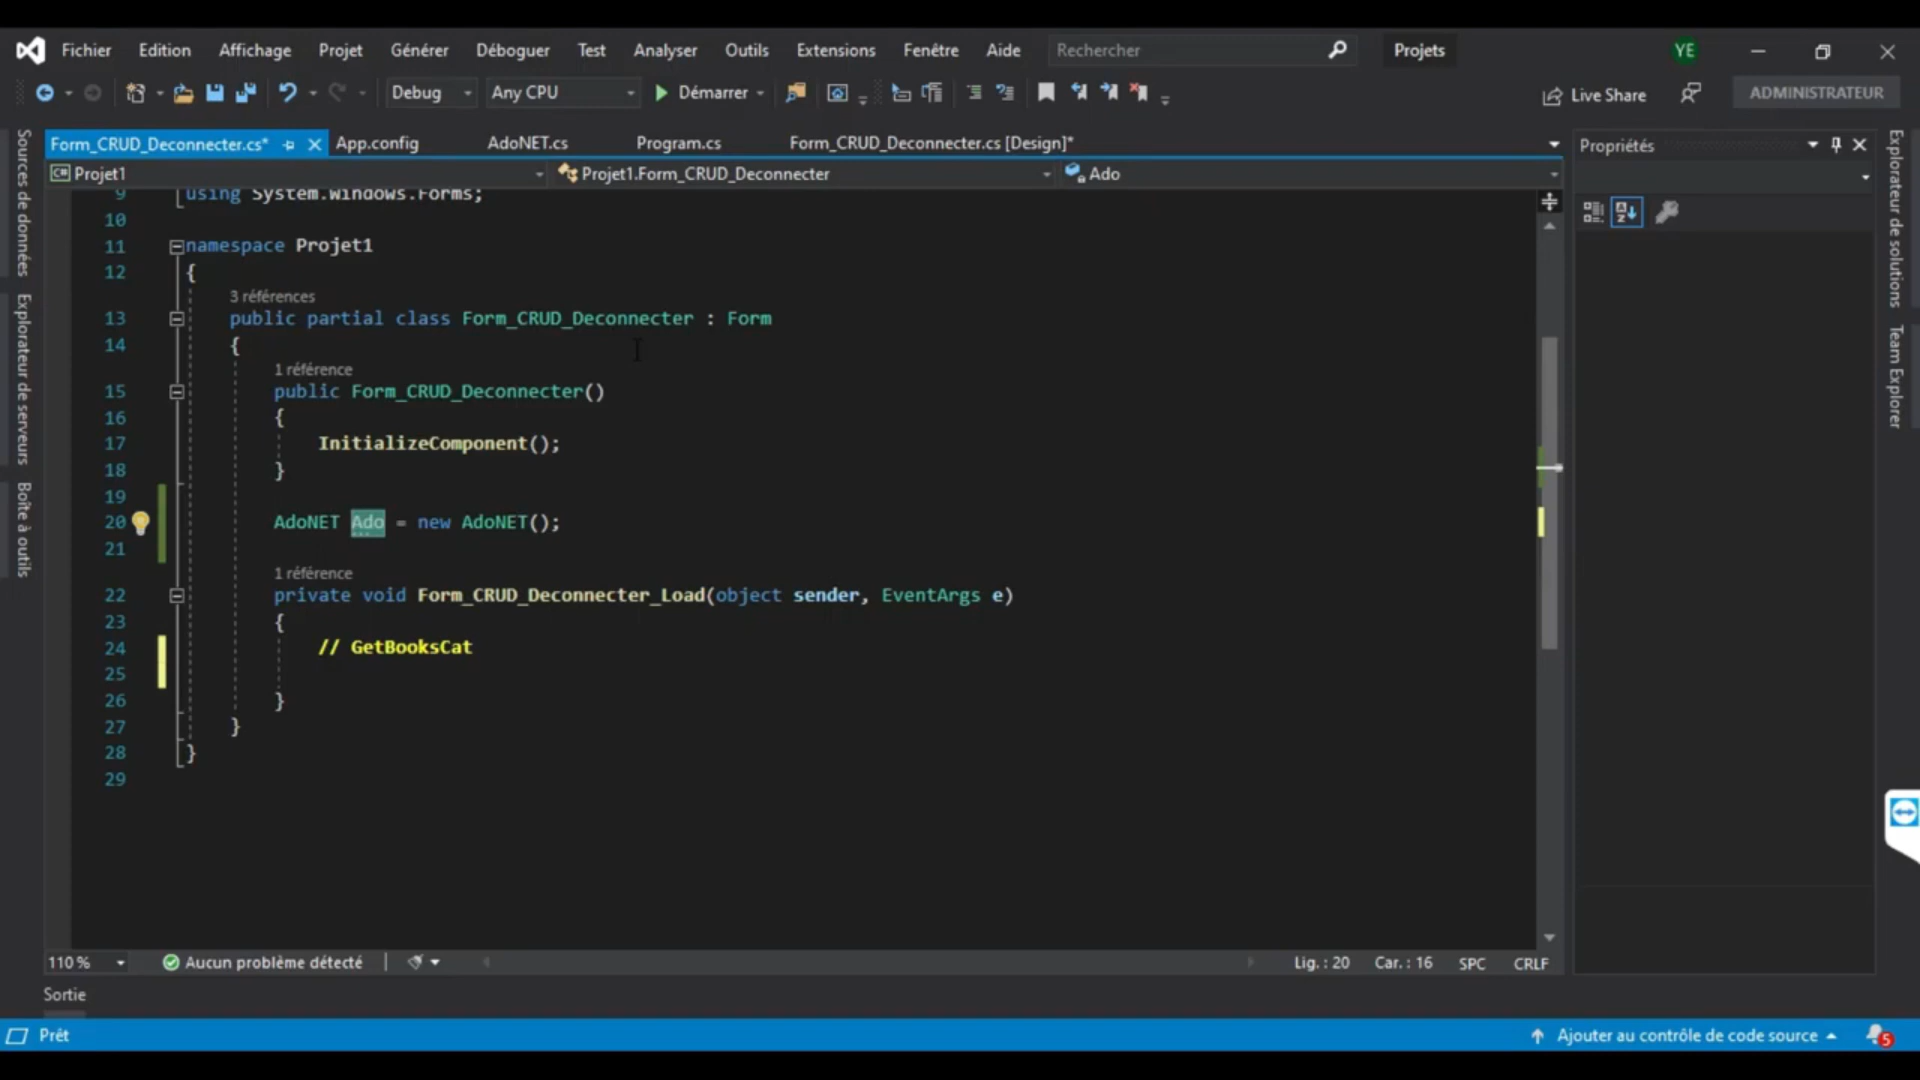 Fichier Edition Affichage Projet Générer Déboguer Test Analyser Outils Extensions Fenêtre Aide Rechercher Projets YE
Debug Any CPU Démarrer Live Share ADMINISTRATEUR
Form_CRUD_Deconnecter.cs* App.config AdoNET.cs Program.cs Form_CRUD_Deconnecter.cs [Design]* Propriétés
C# Projet1 Projet1.Form_CRUD_Deconnecter Ado
Sources de données
Explorateur de serveurs
Boîte à outils
9 using System.Windows.Forms;
10
11 namespace Projet1
12 {
3 références
13 public partial class Form_CRUD_Deconnecter : Form
14 {
1 référence
15 public Form_CRUD_Deconnecter()
16 {
17 InitializeComponent();
18 }
19
20 AdoNET Ado = new AdoNET();
21
1 référence
22 private void Form_CRUD_Deconnecter_Load(object sender, EventArgs e)
23 {
24 // GetBooksCat
25
26 }
27 }
28 }
29
Explorateur de solutions
Team Explorer
110 % Aucun problème détecté Lig. : 20 Car. : 16 SPC CRLF
Sortie
Prêt Ajouter au contrôle de code source 5